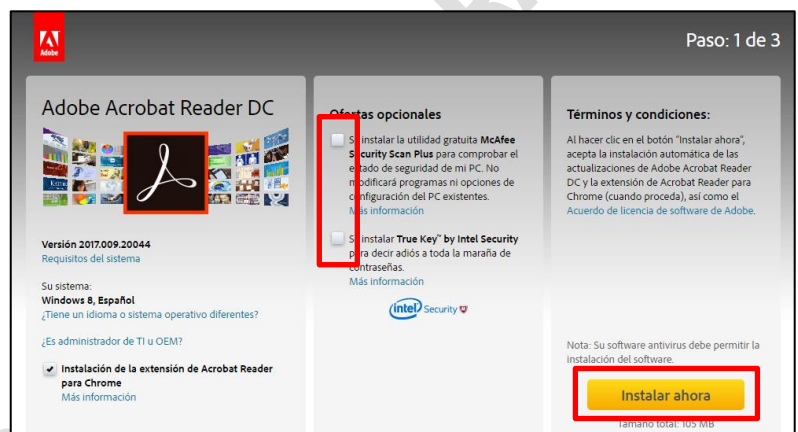 Adobe
Paso: 1 de 3
Adobe Acrobat Reader DC
Versión 2017.009.20044
Requisitos del sistema
Su sistema:
Windows 8, Español
¿Tiene un idioma o sistema operativo diferentes?
¿Es administrador de TI u OEM?
Instalación de la extensión de Acrobat Reader
para Chrome
Más información
Ofertas opcionales
Sí, instalar la utilidad gratuita McAfee
Security Scan Plus para comprobar el
estado de seguridad de mi PC. No
modificará programas ni opciones de
configuración del PC existentes.
Más información
Sí, instalar True Key™ by Intel Security
para decir adiós a toda la maraña de
contraseñas.
Más información
intel Security
Términos y condiciones:
Al hacer clic en el botón "Instalar ahora",
acepta la instalación automática de las
actualizaciones de Adobe Acrobat Reader
DC y la extensión de Acrobat Reader para
Chrome (cuando proceda), así como el
Acuerdo de licencia de software de Adobe.
Nota: Su software antivirus debe permitir la
instalación del software.
Instalar ahora
Tamaño total: 105 MB